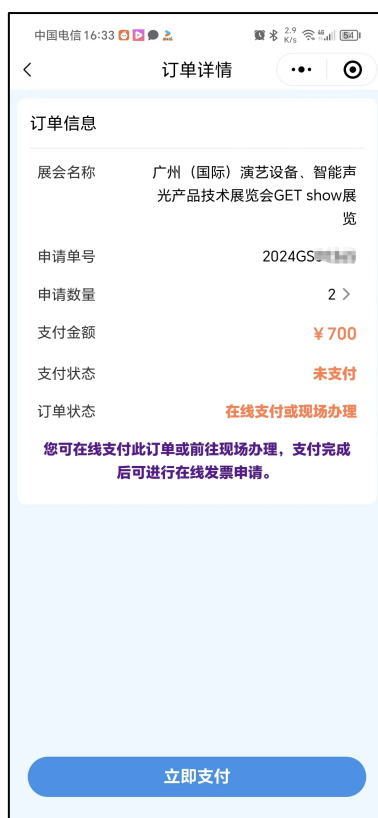 中国电信 16:33 2.9 K/s 46 54
订单详情
订单信息
展会名称 广州（国际）演艺设备、智能声
光产品技术展览会GET show展
览
申请单号 2024GS
申请数量 2
支付金额 ￥700
支付状态 未支付
订单状态 在线支付或现场办理
您可在线支付此订单或前往现场办理，支付完成
后可进行在线发票申请。
立即支付